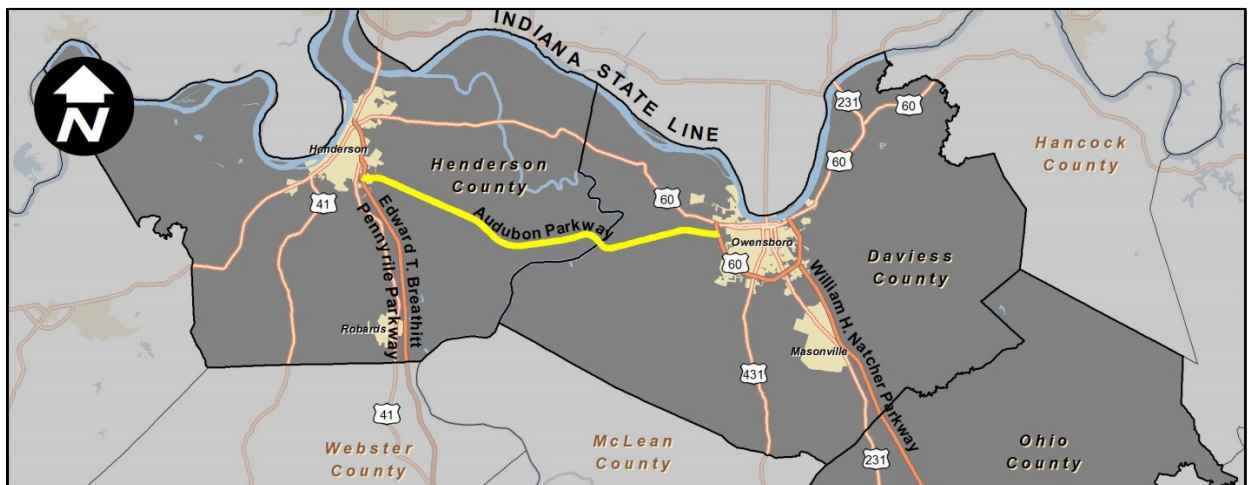 INDIANA STATE LINE
N
Henderson
Henderson
County
41
Edward T. Breathitt
Pennyrile Parkway
Audubon Parkway
60
231
60
60
Hancock
County
Owensboro
60
Daviess
County
William H. Natcher Parkway
Robards
Masonville
431
41
Webster
County
McLean
County
231
Ohio
County